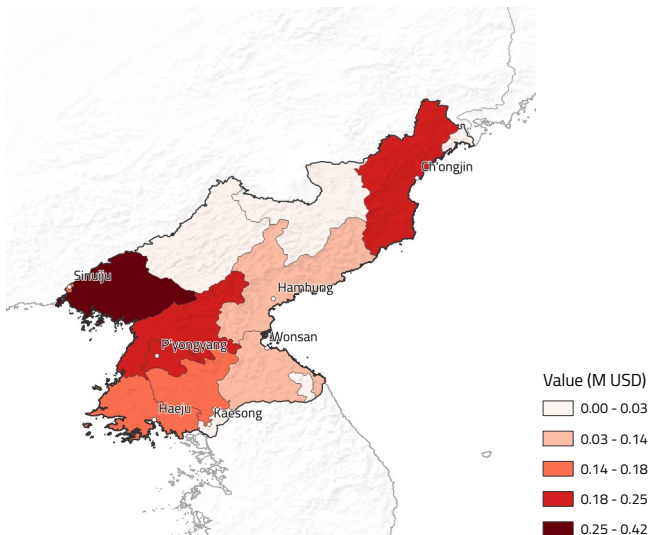 Ch'ongjin
Sinuiju
Hamhung
Wonsan
P'yongyang
Haeju
Kaesong
Value (M USD)
0.00 - 0.03
0.03 - 0.14
0.14 - 0.18
0.18 - 0.25
0.25 - 0.42